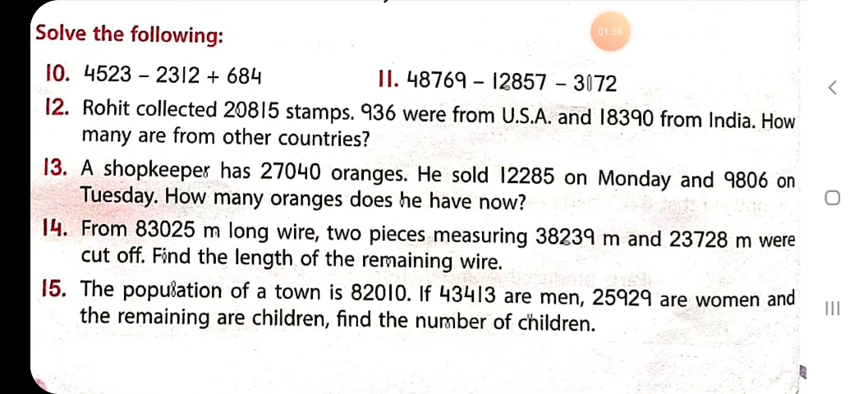 Solve the following:
01:59
10. 4523 – 2312 + 684
11. 48769 – 12857 – 3072
12. Rohit collected 20815 stamps. 936 were from U.S.A. and 18390 from India. How
many are from other countries?
13. A shopkeeper has 27040 oranges. He sold 12285 on Monday and 9806 on
Tuesday. How many oranges does he have now?
14. From 83025 m long wire, two pieces measuring 38239 m and 23728 m were
cut off. Find the length of the remaining wire.
15. The population of a town is 82010. If 43413 are men, 25929 are women and
the remaining are children, find the number of children.